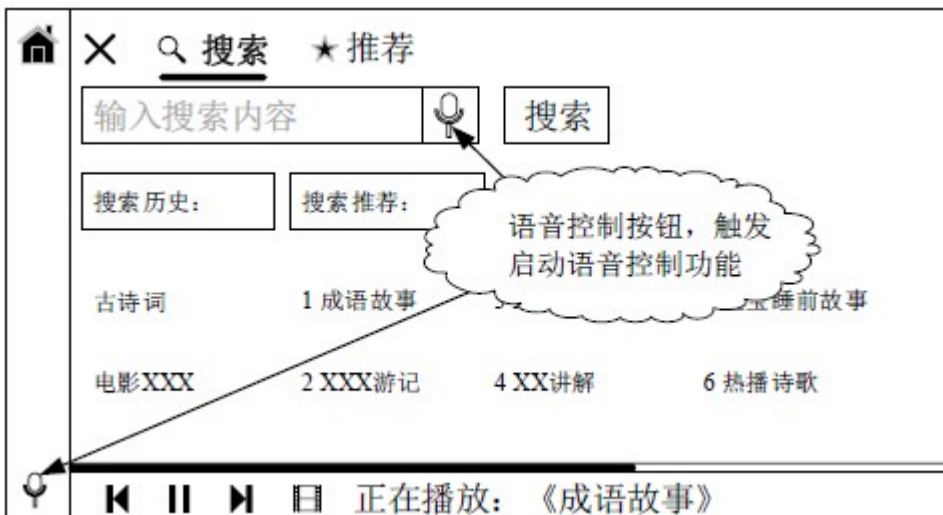 搜索 推荐
输入搜索内容 搜索
搜索历史: 搜索推荐:
语音控制按钮，触发
启动语音控制功能
古诗词 1 成语故事 睡前故事
电影XXX 2 XXX游记 4 XX讲解 6 热播诗歌
正在播放: 《成语故事》